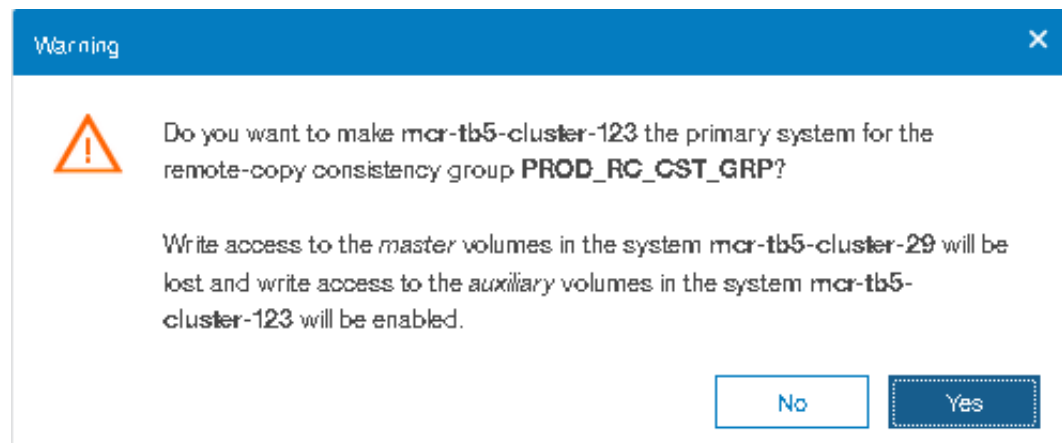 Warning
Do you want to make mcr-tb5-cluster-123 the primary system for the
remote-copy consistency group PROD_RC_CST_GRP?
Write access to the master volumes in the system mcr-tb5-cluster-29 will be
lost and write access to the auxiliary volumes in the system mcr-tb5-
cluster-123 will be enabled.
No
Yes